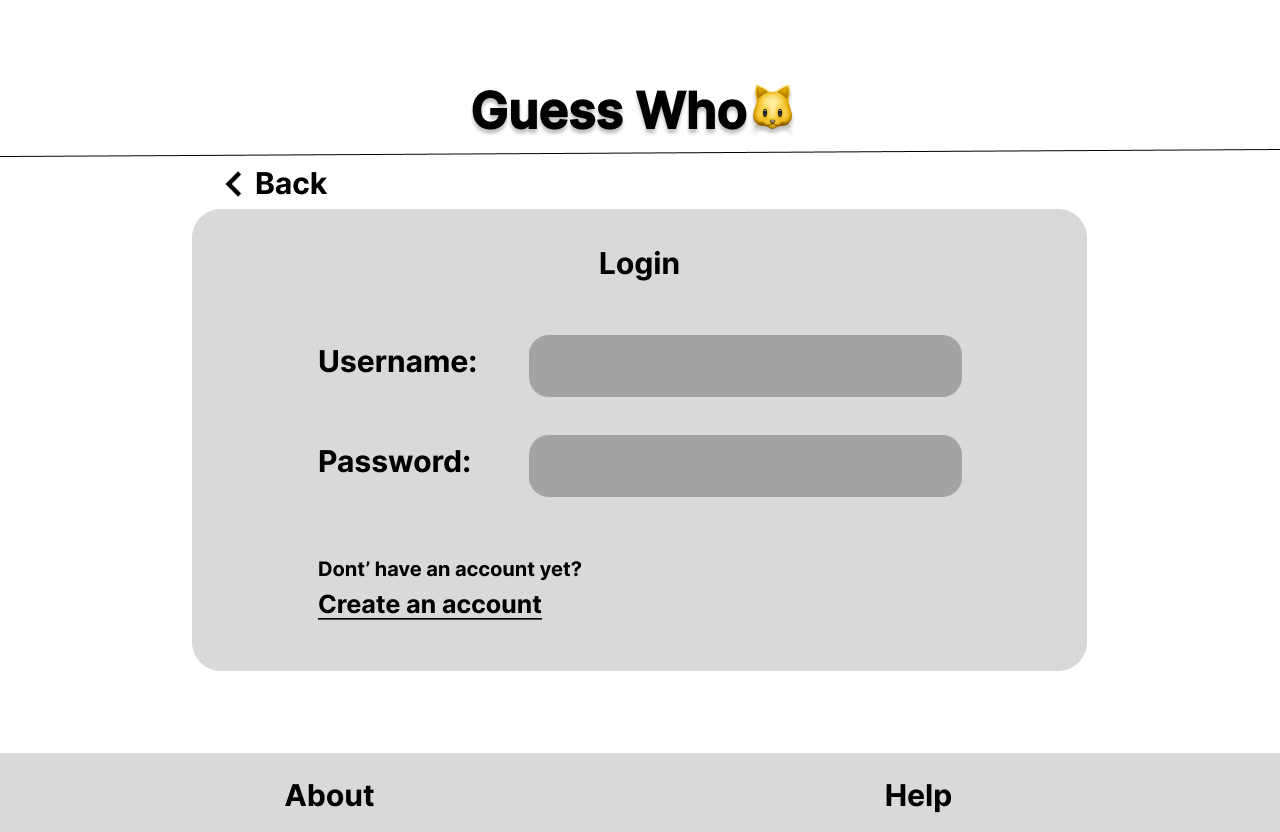 Guess Who🐱
Back
Login
Username:
Password:
Dont’ have an account yet?
Create an account
About
Help